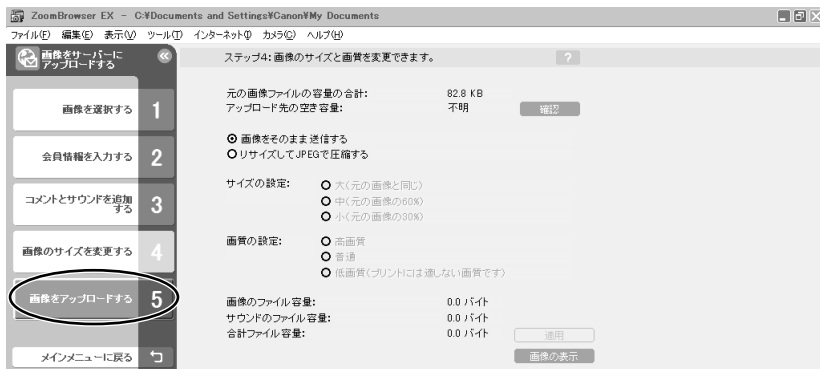 ZoomBrowser EX - C:¥Documents and Settings¥Canon¥My Documents
ファイル(F) 編集(E) 表示(V) ツール(T) インターネット(I) カメラ(C) ヘルプ(H)
画像をサーバーに
アップロードする
ステップ4: 画像のサイズと画質を変更できます。
?
画像を選択する 1
会員情報を入力する 2
コメントとサウンドを追加
する 3
画像のサイズを変更する 4
画像をアップロードする 5
メインメニューに戻る
元の画像ファイルの容量の合計: 82.8 KB
アップロード先の空き容量: 不明 確認
画像をそのまま送信する
リサイズしてJPEGで圧縮する
サイズの設定: 大(元の画像と同じ)
中(元の画像の60%)
小(元の画像の30%)
画質の設定: 高画質
普通
低画質(プリントには適しない画質です)
画像のファイル容量: 0.0 バイト
サウンドのファイル容量: 0.0 バイト
合計ファイル容量: 0.0 バイト 適用
画像の表示